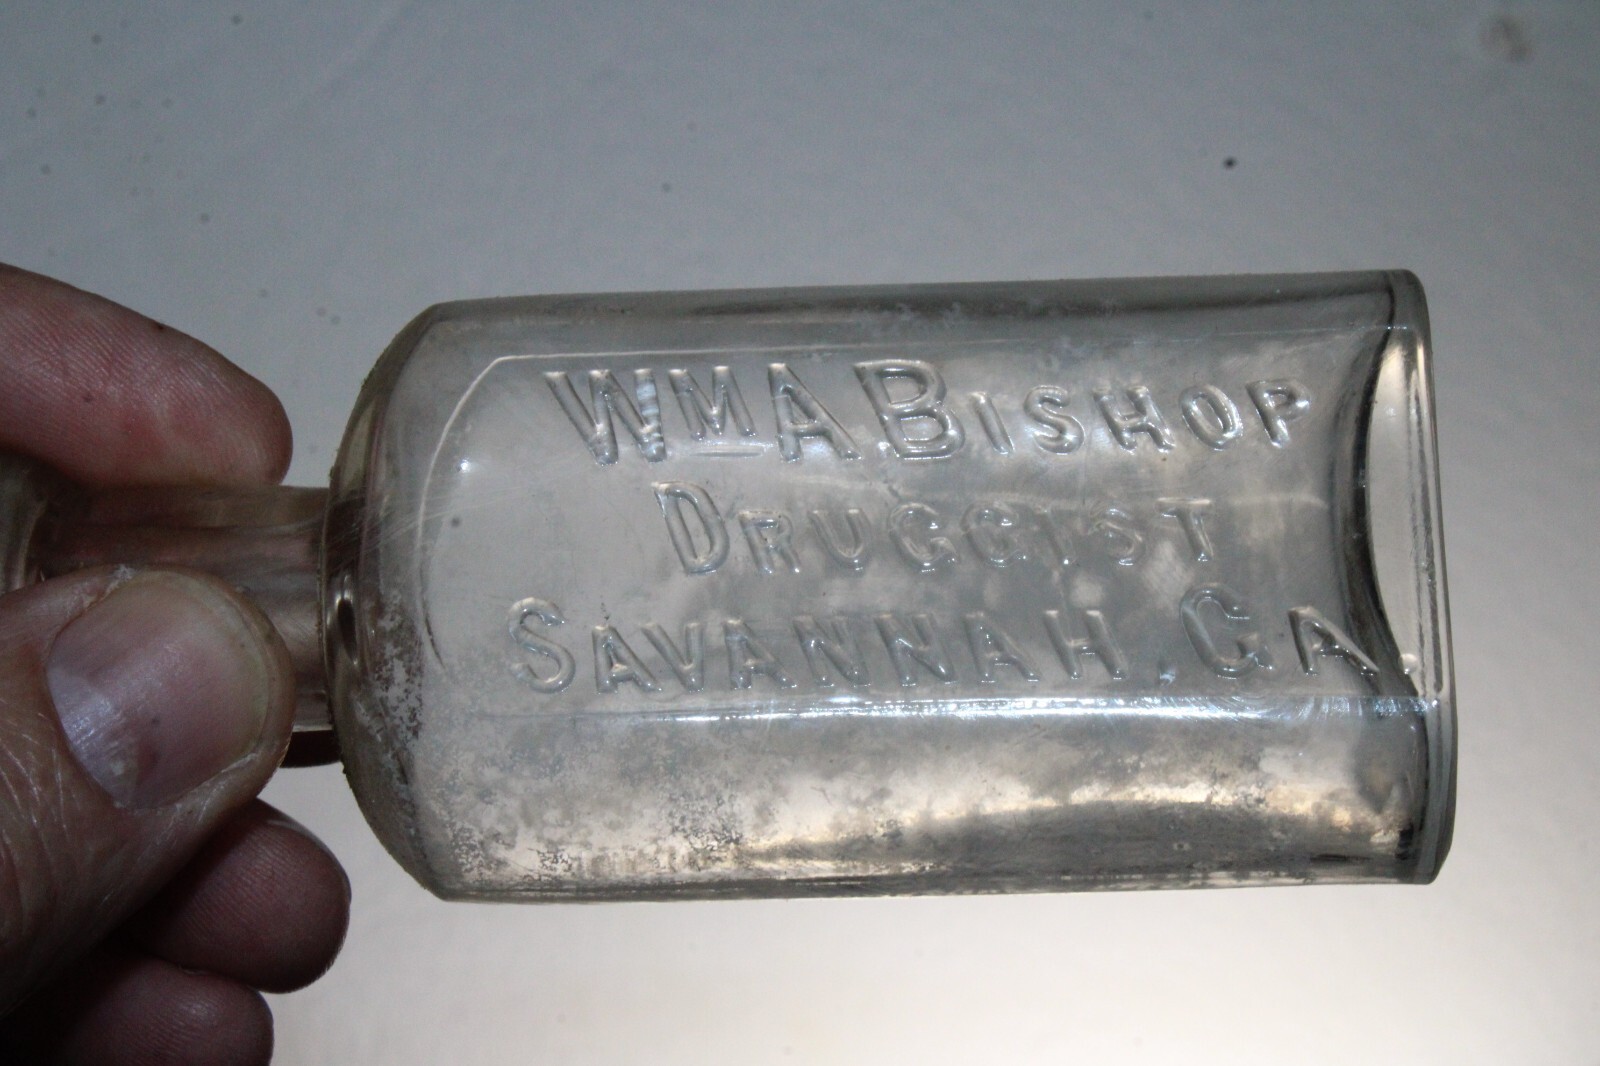 Wᴹ A Bishop
Druggist
Savannah, Ga.